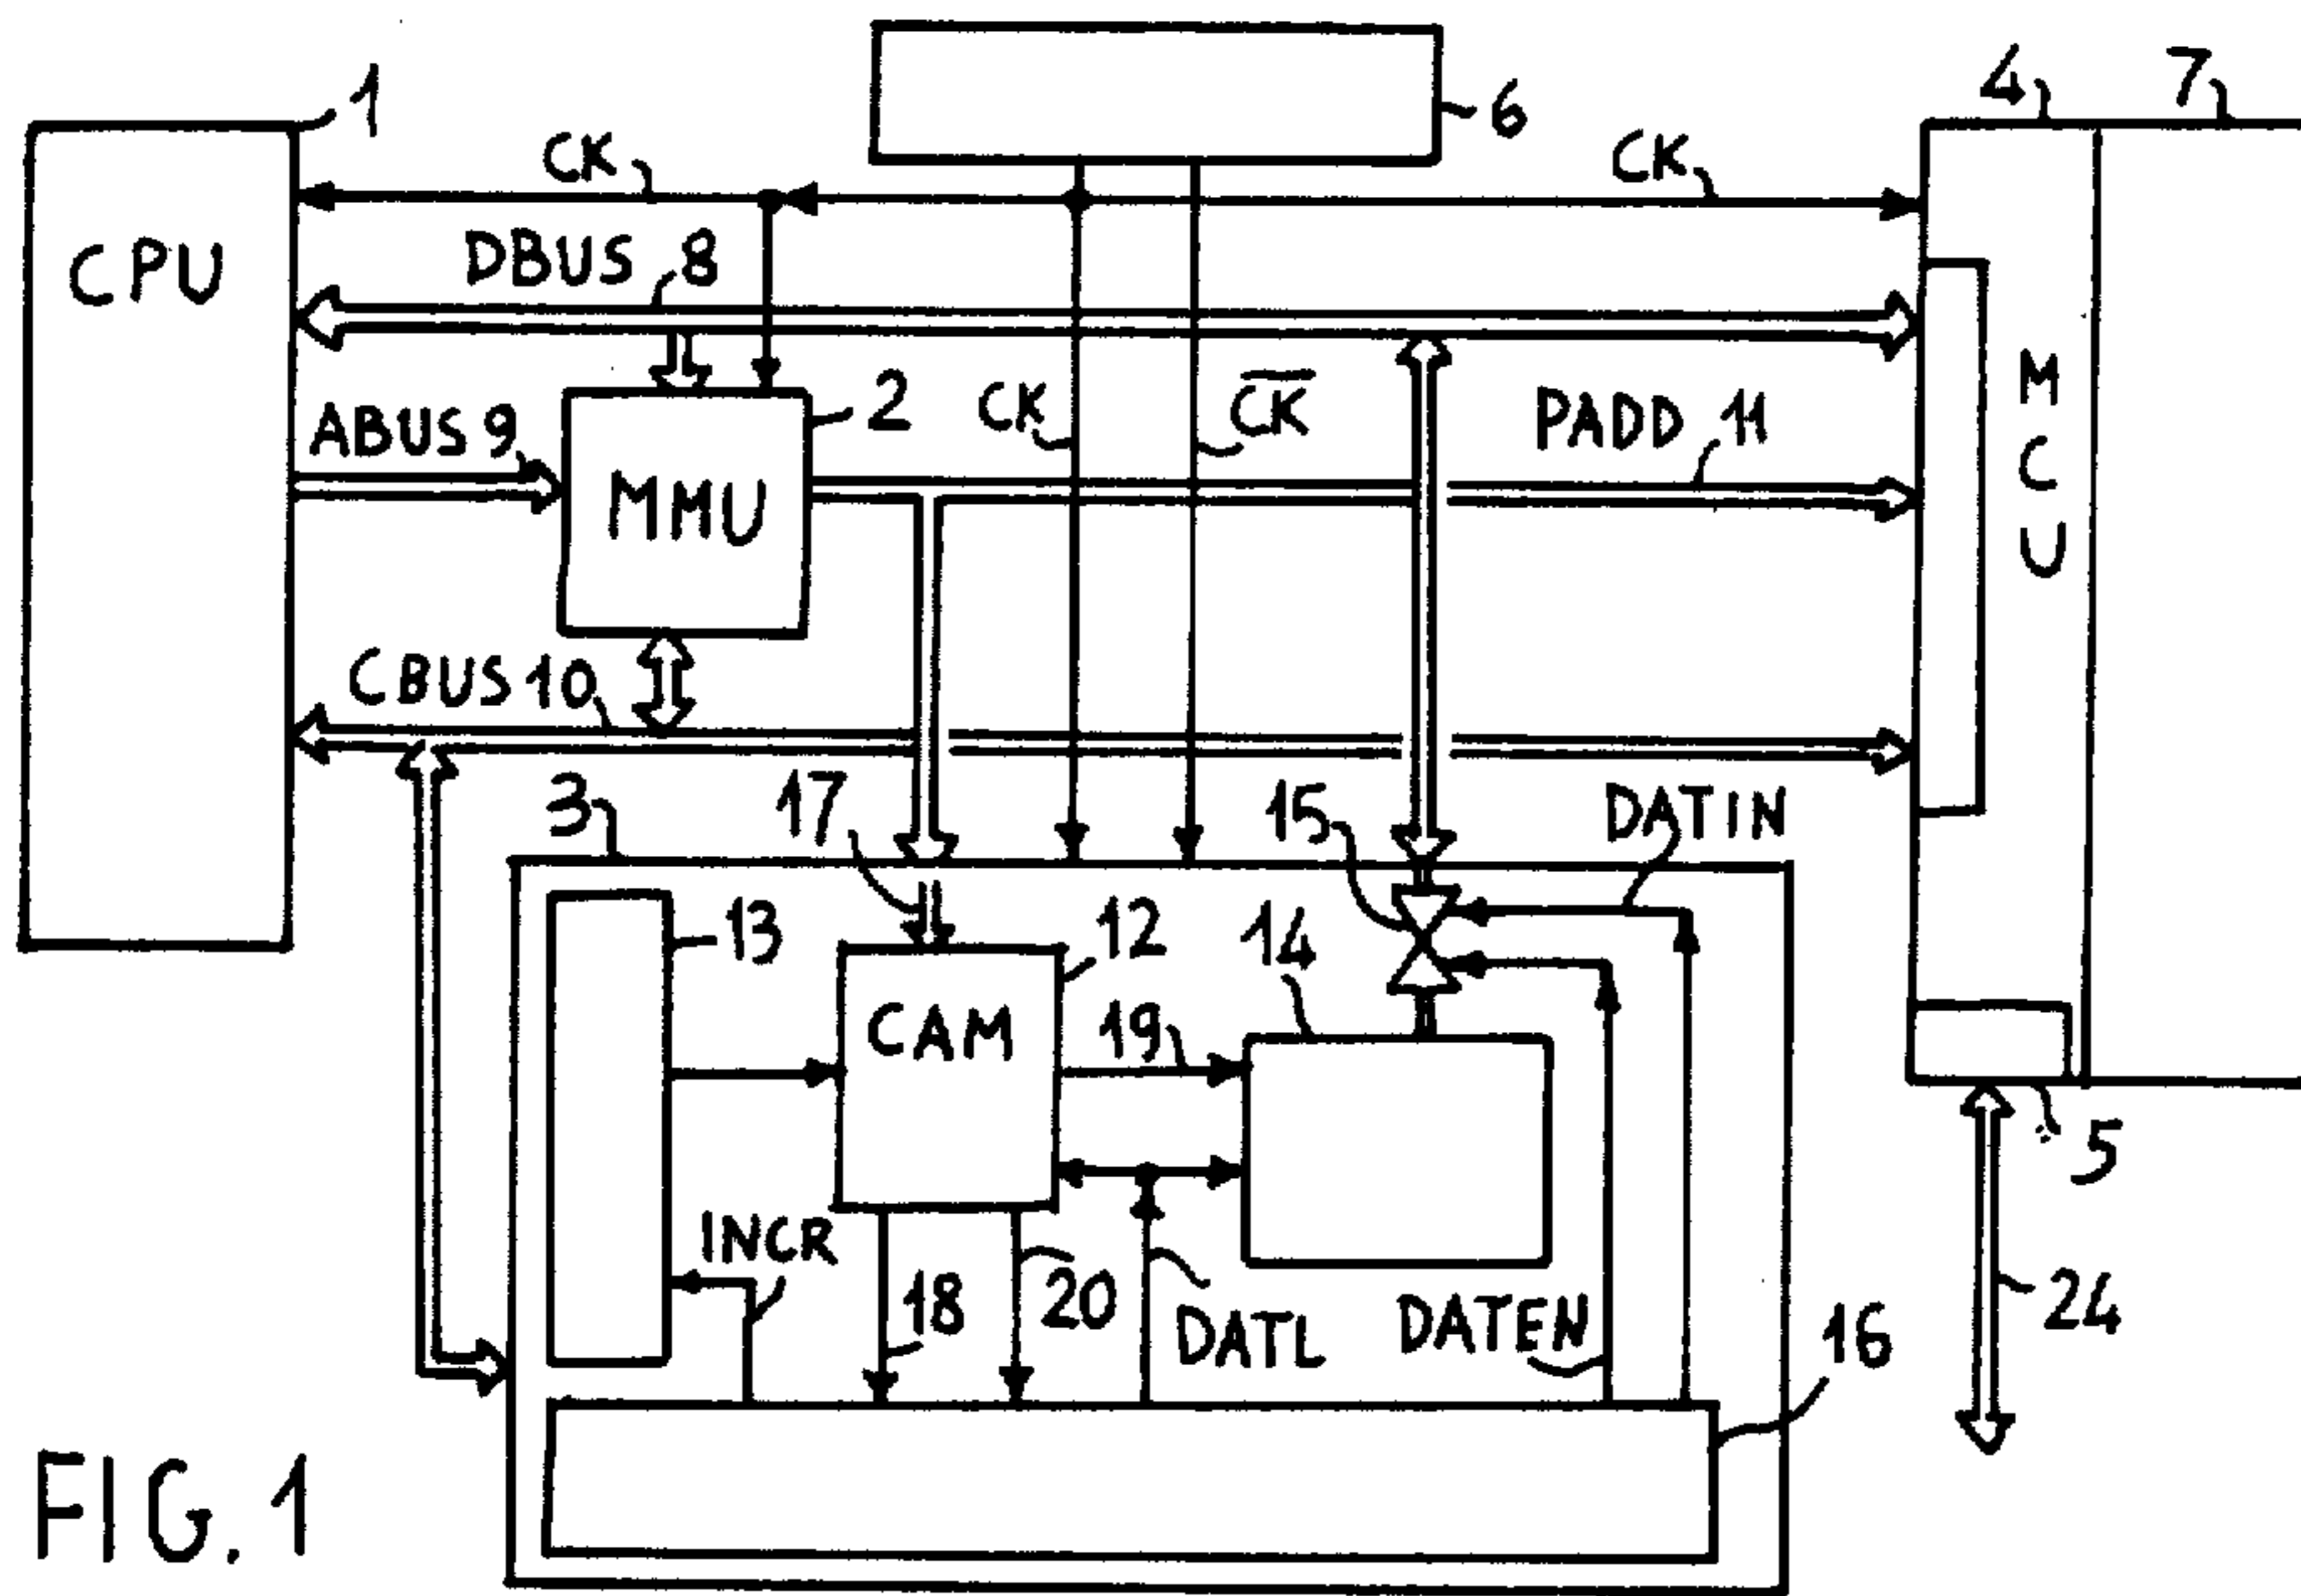 1
6
4
7
CK
CK
CPU
DBUS 8
2
CK
C̅K̅
PADD 11
MCU
ABUS 9
MMU
CBUS 10
3
17
15
DATIN
13
12
14
CAM
19
5
INCR
18
20
DATL
DATEN
24
16
FIG. 1